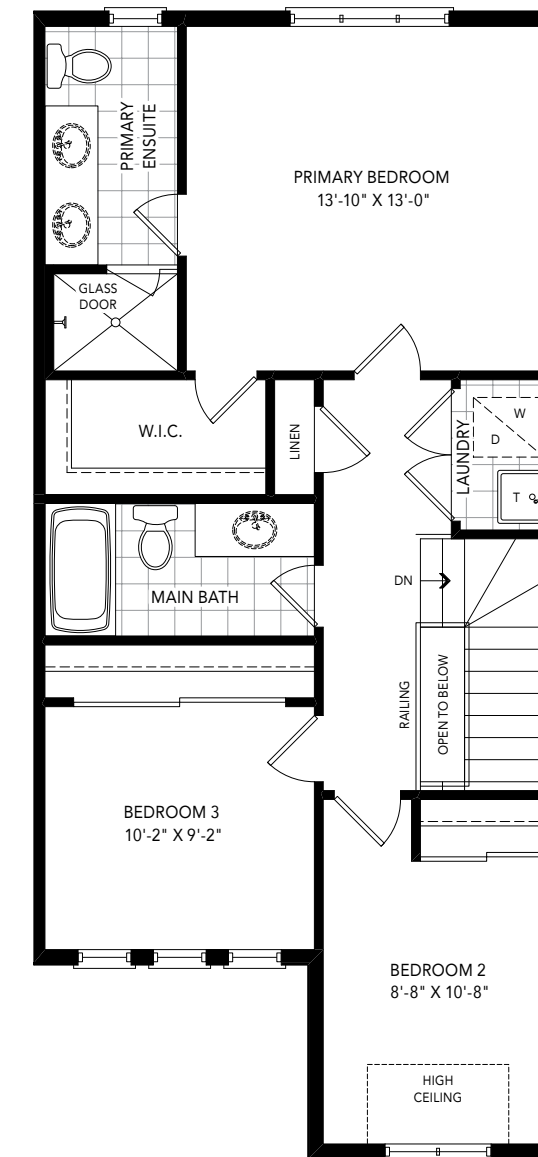 PRIMARY
ENSUITE
PRIMARY BEDROOM
13'-10" X 13'-0"
GLASS
DOOR
W.I.C.
LINEN
LAUNDRY
W
D
T
MAIN BATH
DN
RAILING
OPEN TO BELOW
BEDROOM 3
10'-2" X 9'-2"
BEDROOM 2
8'-8" X 10'-8"
HIGH
CEILING